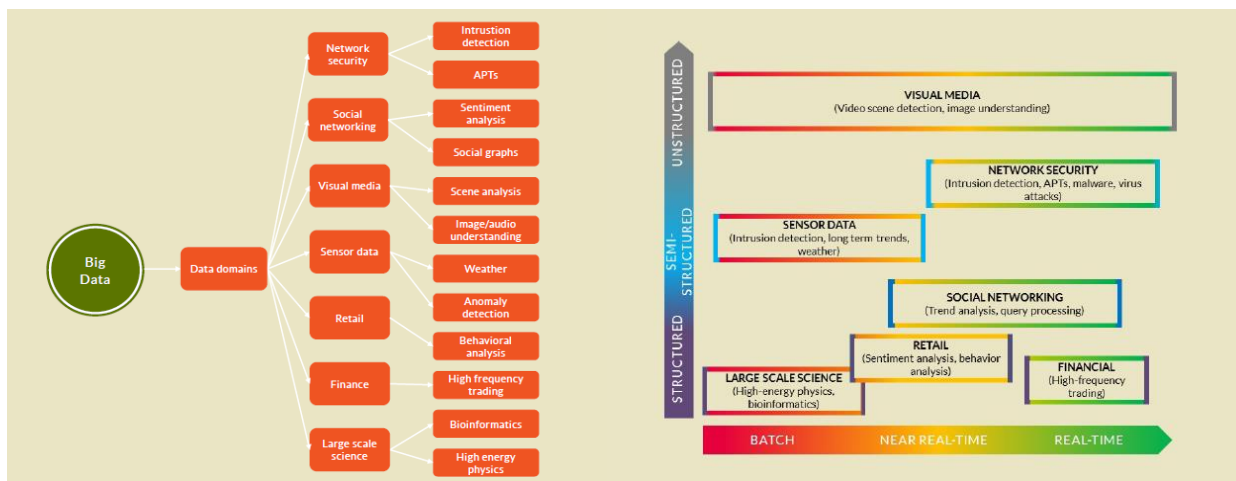 Big
Data
Data domains
Network
security
Social
networking
Visual media
Sensor data
Retail
Finance
Large scale
science
Intrustion
detection
APTs
Sentiment
analysis
Social graphs
Scene analysis
Image/audio
understanding
Weather
Anomaly
detection
Behavioral
analysis
High frequency
trading
Bioinformatics
High energy
physics
UNSTRUCTURED
SEMI-
STRUCTURED
STRUCTURED
VISUAL MEDIA
(Video scene detection, image understanding)
NETWORK SECURITY
(Intrusion detection, APTs, malware, virus
attacks)
SENSOR DATA
(Intrusion detection, long term trends,
weather)
SOCIAL NETWORKING
(Trend analysis, query processing)
RETAIL
(Sentiment analysis, behavior
analysis)
LARGE SCALE SCIENCE
(High-energy physics,
bioinformatics)
FINANCIAL
(High-frequency
trading)
BATCH
NEAR REAL-TIME
REAL-TIME